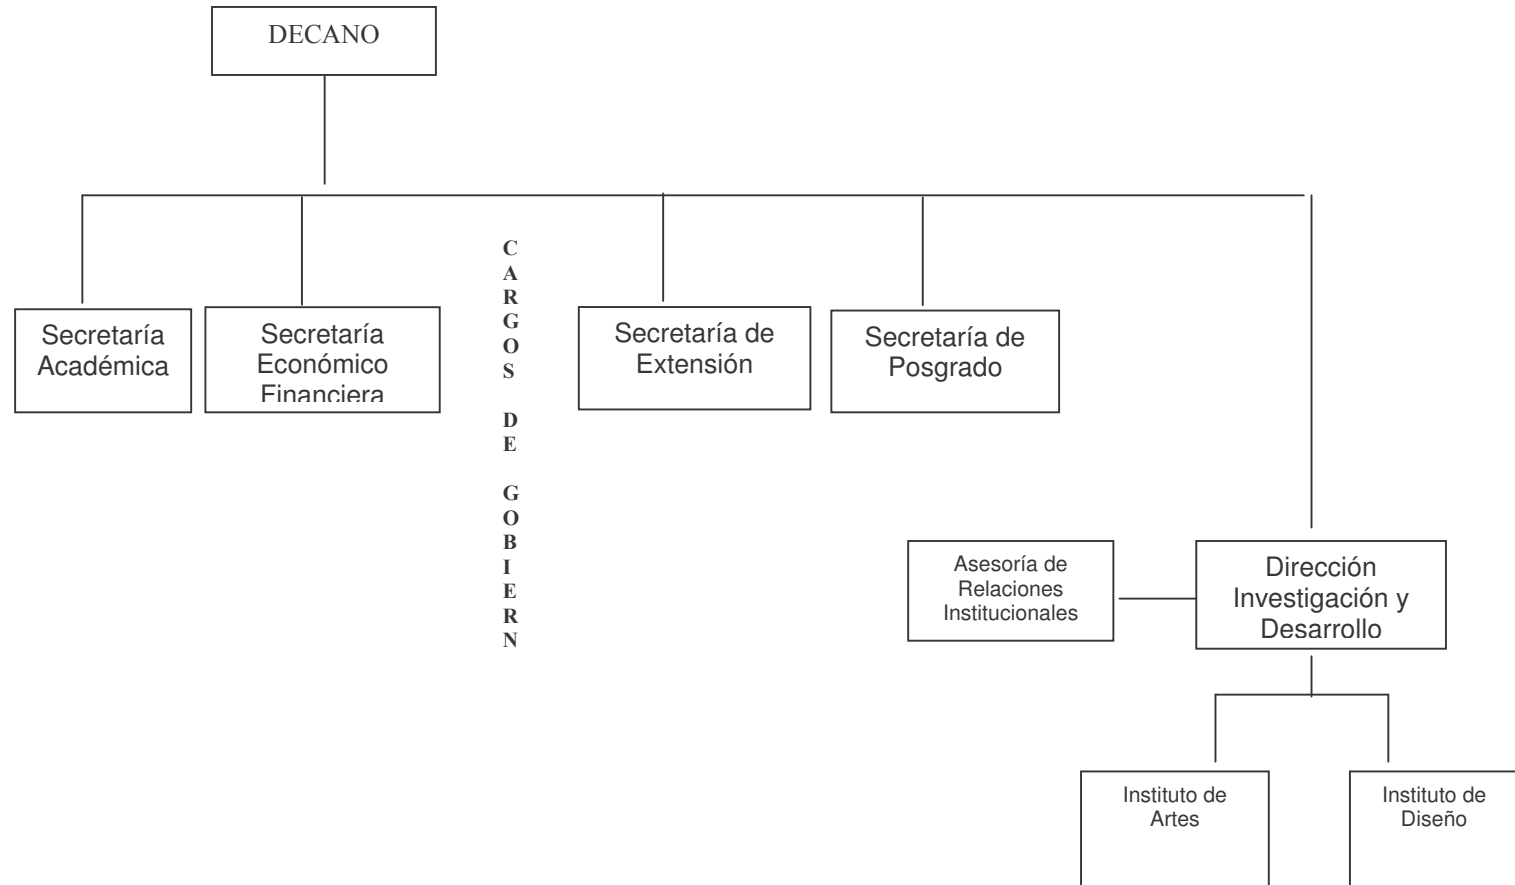 DECANO
Secretaría
Académica
Secretaría
Económico
Financiera
C
A
R
G
O
S
D
E
G
O
B
I
E
R
N
Secretaría de
Extensión
Secretaría de
Posgrado
Asesoría de
Relaciones
Institucionales
Dirección
Investigación y
Desarrollo
Instituto de
Artes
Instituto de
Diseño